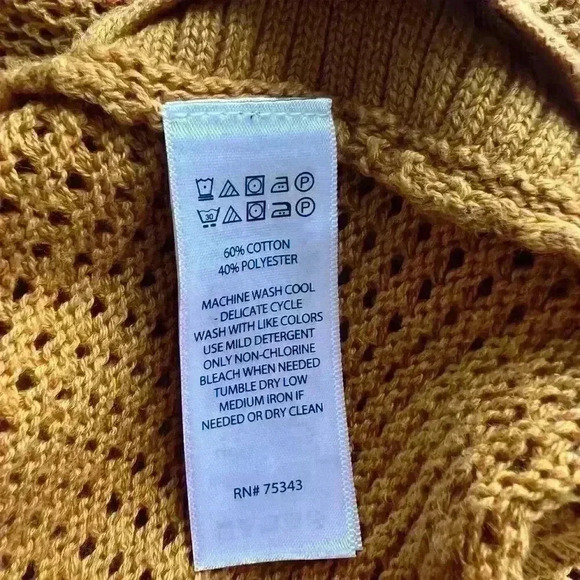 P
30 P
60% COTTON
40% POLYESTER
MACHINE WASH COOL
- DELICATE CYCLE
WASH WITH LIKE COLORS
USE MILD DETERGENT
ONLY NON-CHLORINE
BLEACH WHEN NEEDED
TUMBLE DRY LOW
MEDIUM IRON IF
NEEDED OR DRY CLEAN
RN# 75343